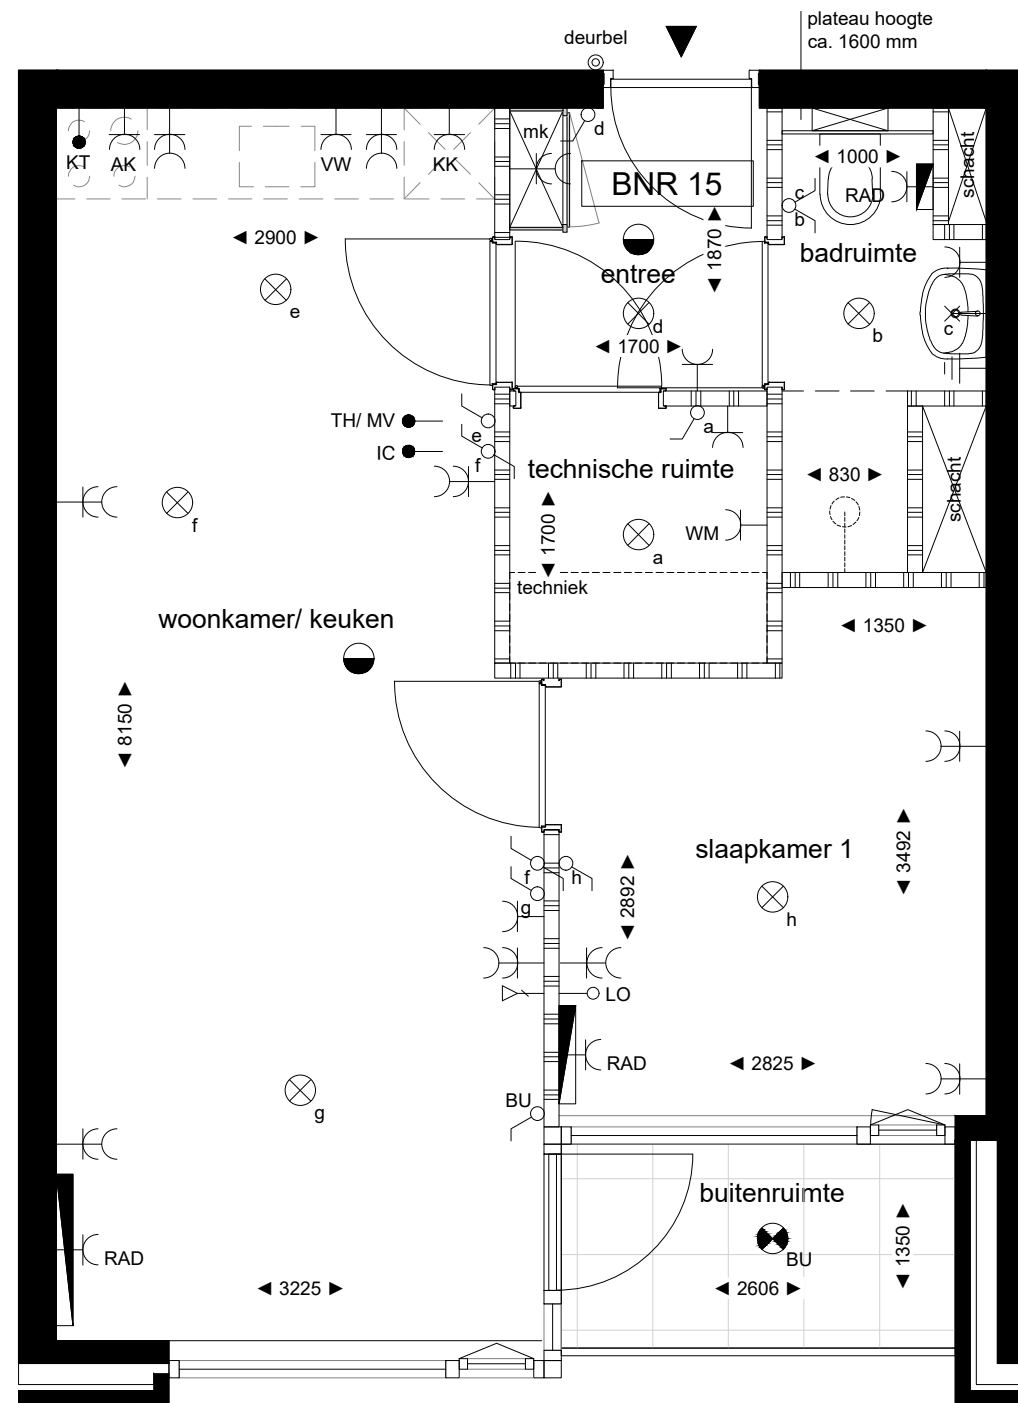 plateau hoogte
ca. 1600 mm
deurbel
KT
AK
VW
KK
mk
d
BNR 15
1000
RAD
schacht
c
b
2900
1870
badruimte
entree
e
d
b
c
1700
TH/ MV
e
a
IC
f
technische ruimte
830
schacht
f
1700
WM
a
techniek
woonkamer/ keuken
1350
8150
slaapkamer 1
3492
f
h
2892
g
h
LO
RAD
2825
g
BU
buitenruimte
BU
1350
RAD
3225
2606